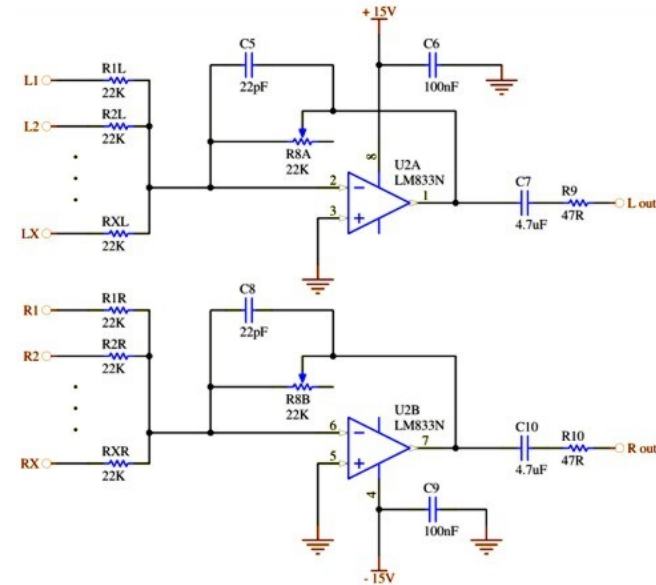 + 15V
C5
22pF
C6
100nF
L1
R1L
22K
L2
R2L
22K
R8A
22K
8
U2A
LM833N
2
1
3
C7
4.7uF
R9
47R
L out
LX
RXL
22K
R1
R1R
22K
C8
22pF
R2
R2R
22K
R8B
22K
U2B
LM833N
6
7
5
C10
4.7uF
R10
47R
R out
RX
RXR
22K
4
C9
100nF
- 15V